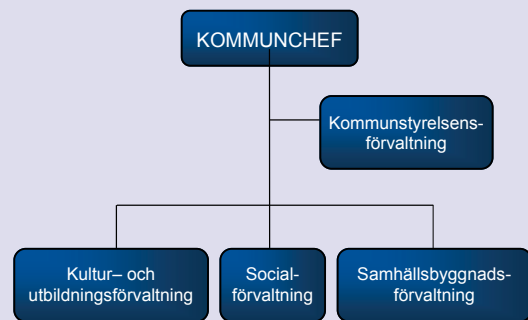 KOMMUNCHEF
Kommunstyrelsens-
förvaltning
Kultur– och
utbildningsförvaltning
Social-
förvaltning
Samhällsbyggnads-
förvaltning